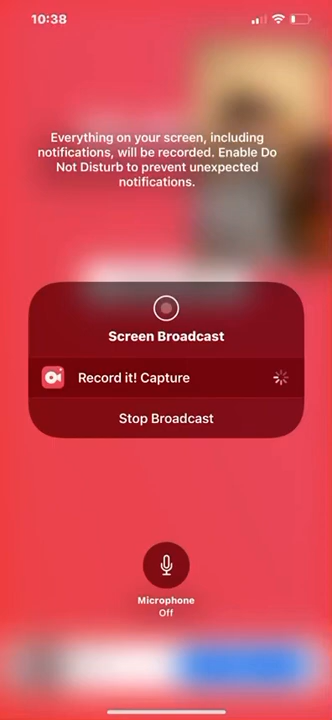 10:38
Everything on your screen, including
notifications, will be recorded. Enable Do
Not Disturb to prevent unexpected
notifications.
Screen Broadcast
Record it! Capture
Stop Broadcast
Microphone
Off